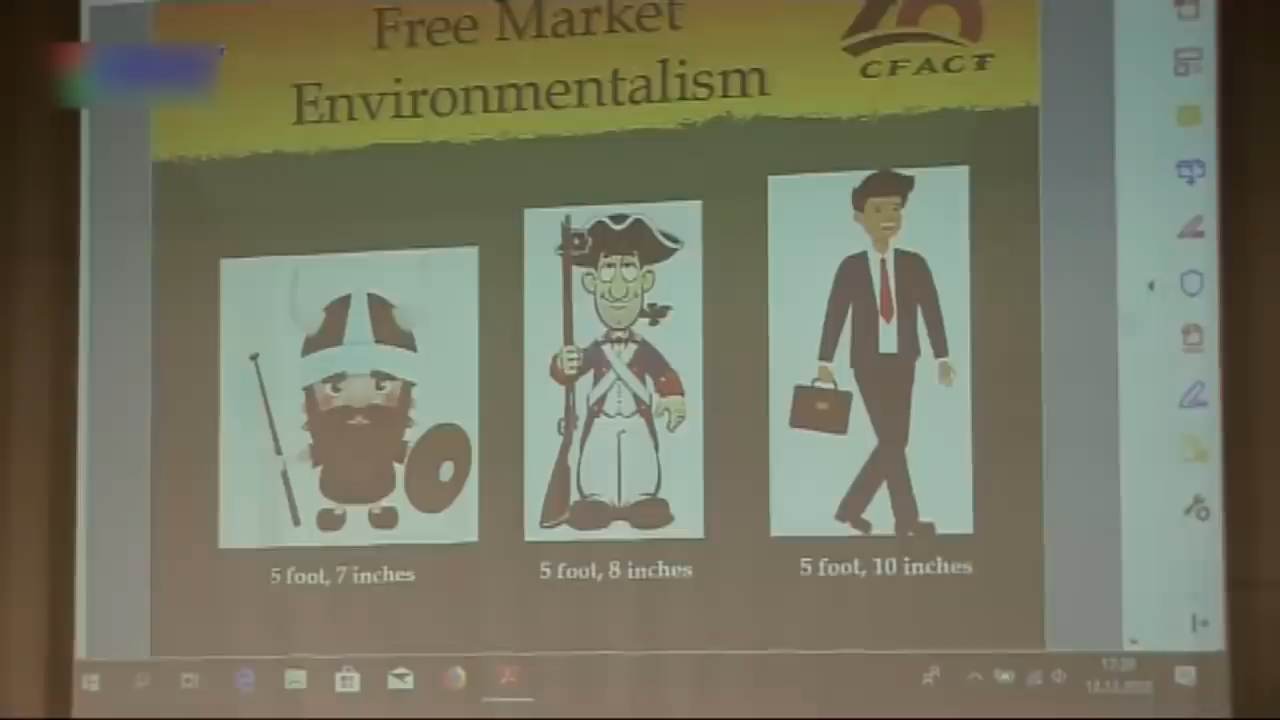 Free Market
Environmentalism
CFACT
5 foot, 7 inches
5 foot, 8 inches
5 foot, 10 inches